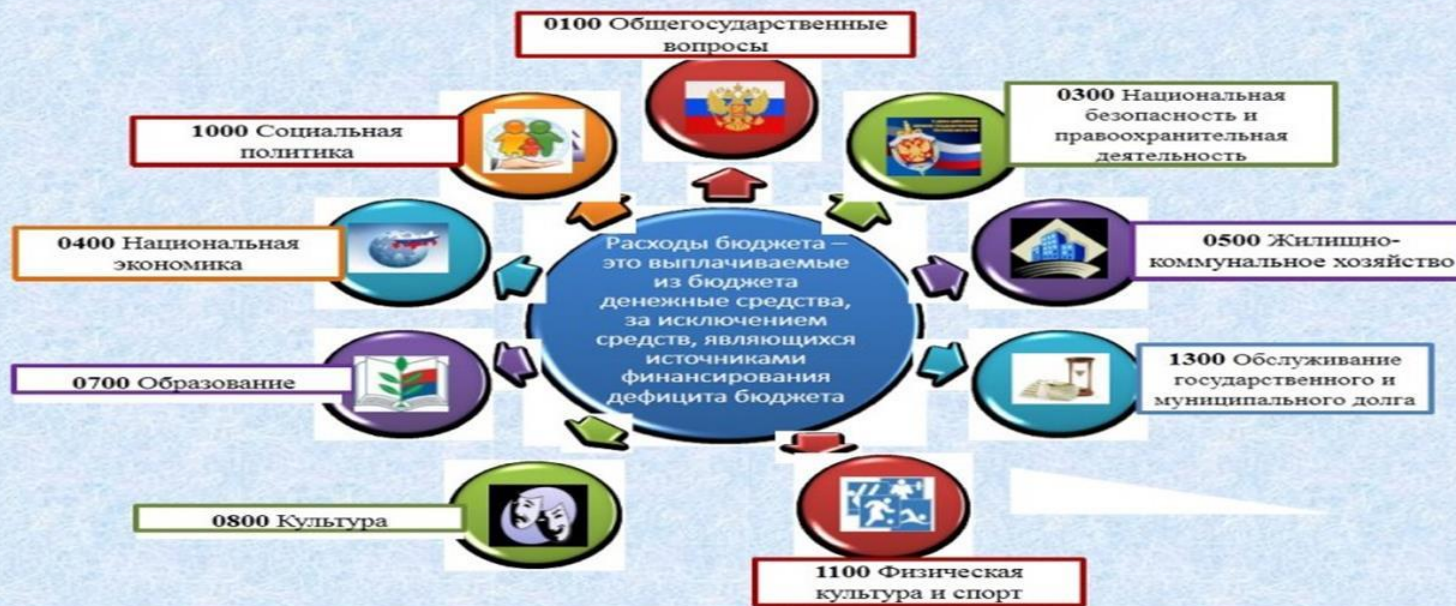 0100 Общегосударственные
вопросы
0300 Национальная
безопасность и
правоохранительная
деятельность
1000 Социальная
политика
0400 Национальная
экономика
0500 Жилищно-
коммунальное хозяйство
Расходы бюджета –
это выплачиваемые
из бюджета
денежные средства,
за исключением
средств, являющихся
источниками
финансирования
дефицита бюджета
0700 Образование
1300 Обслуживание
государственного и
муниципального долга
0800 Культура
1100 Физическая
культура и спорт